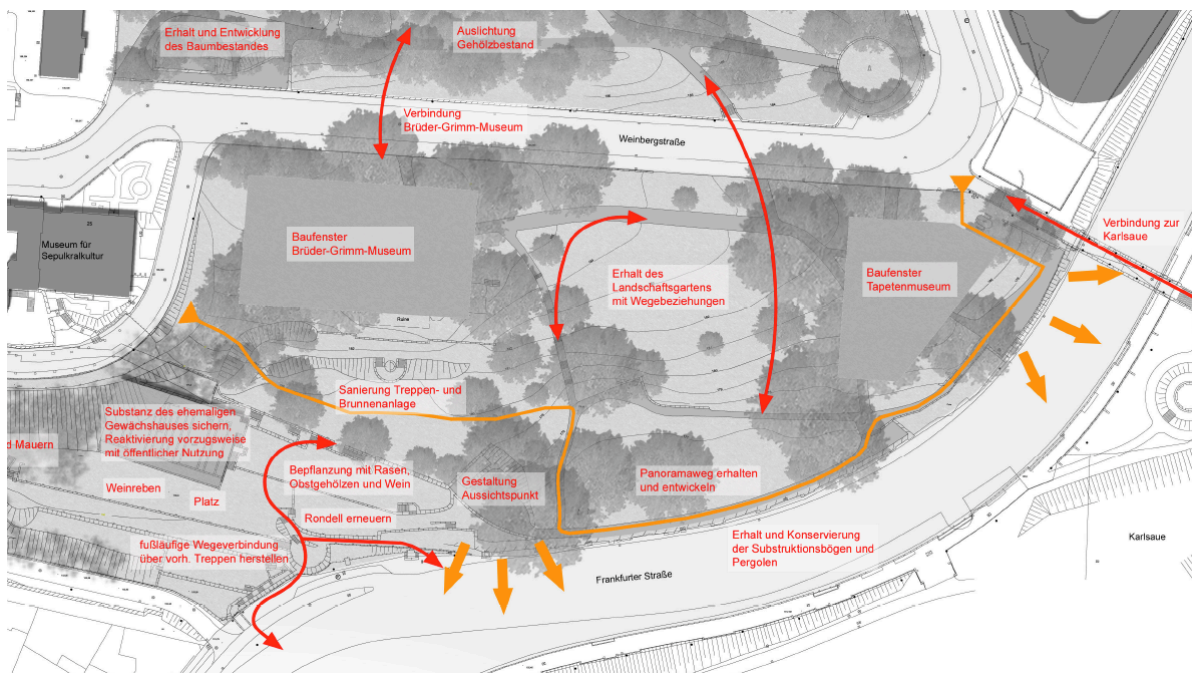 Erhalt und Entwicklung
des Baumbestandes
Auslichtung
Gehölzbestand
Verbindung
Brüder-Grimm-Museum
Weinbergstraße
Museum für
Sepulkralkultur
Baufenster
Brüder-Grimm-Museum
Erhalt des
Landschaftsgartens
mit Wegebeziehungen
Baufenster
Tapetenmuseum
Verbindung zur
Karlsaue
Ruine
Sanierung Treppen- und
Brunnenanlage
Substanz des ehemaligen
Gewächshauses sichern,
Reaktivierung vorzugsweise
mit öffentlicher Nutzung
d Mauern
Weinreben
Platz
Bepflanzung mit Rasen,
Obstgehölzen und Wein
Rondell erneuern
Gestaltung
Aussichtspunkt
Panoramaweg erhalten
und entwickeln
fußläufige Wegeverbindung
über vorh. Treppen herstellen
Erhalt und Konservierung
der Substruktionsbögen und
Pergolen
Frankfurter Straße
Karlsaue